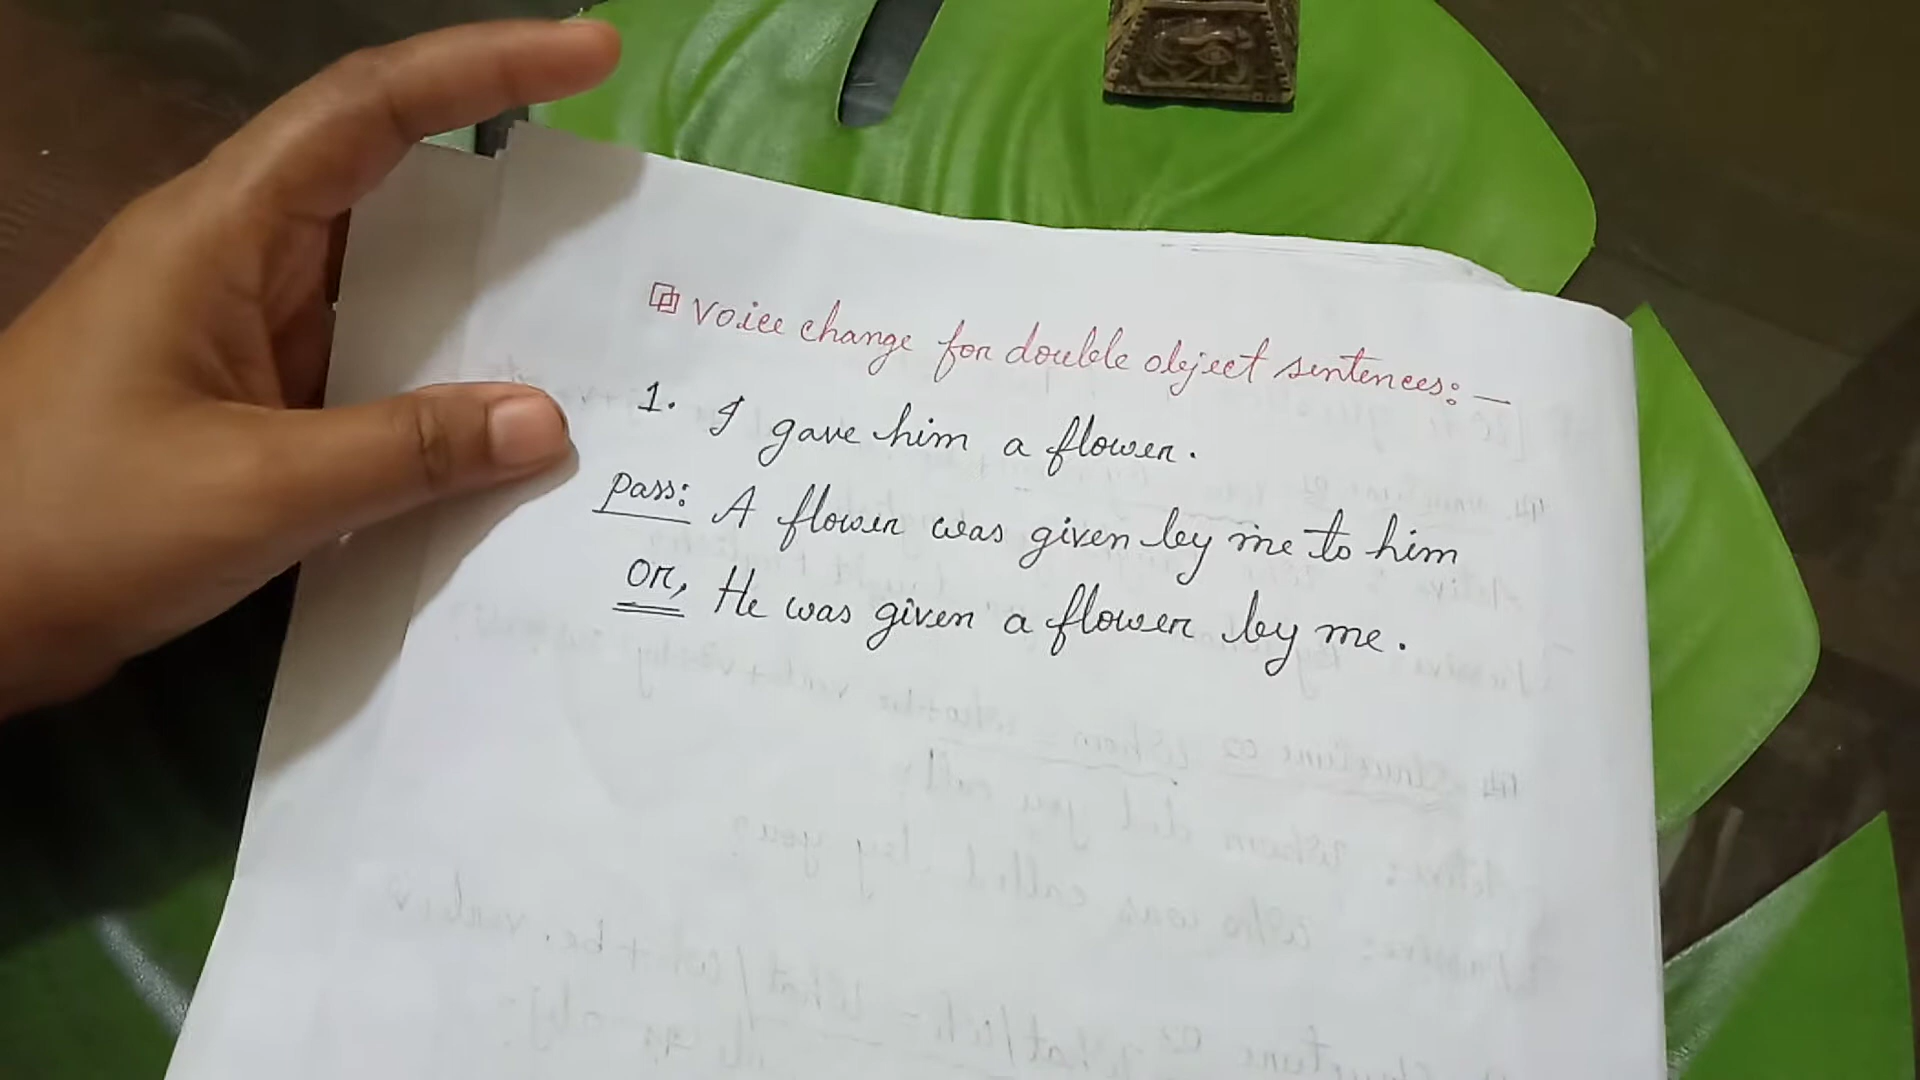 Voice change for double object sentences: —
1. I gave him a flower.
Pass: A flower was given by me to him
or, He was given a flower by me.